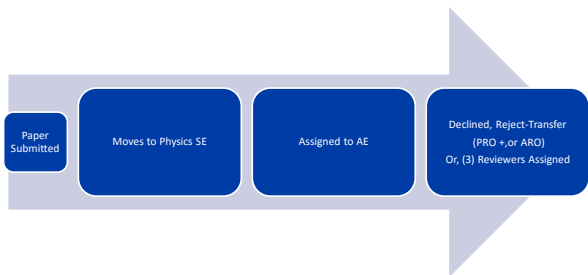 Paper
Submitted
Moves to Physics SE
Assigned to AE
Declined, Reject-Transfer
(PRO +,or ARO)
Or, (3) Reviewers Assigned